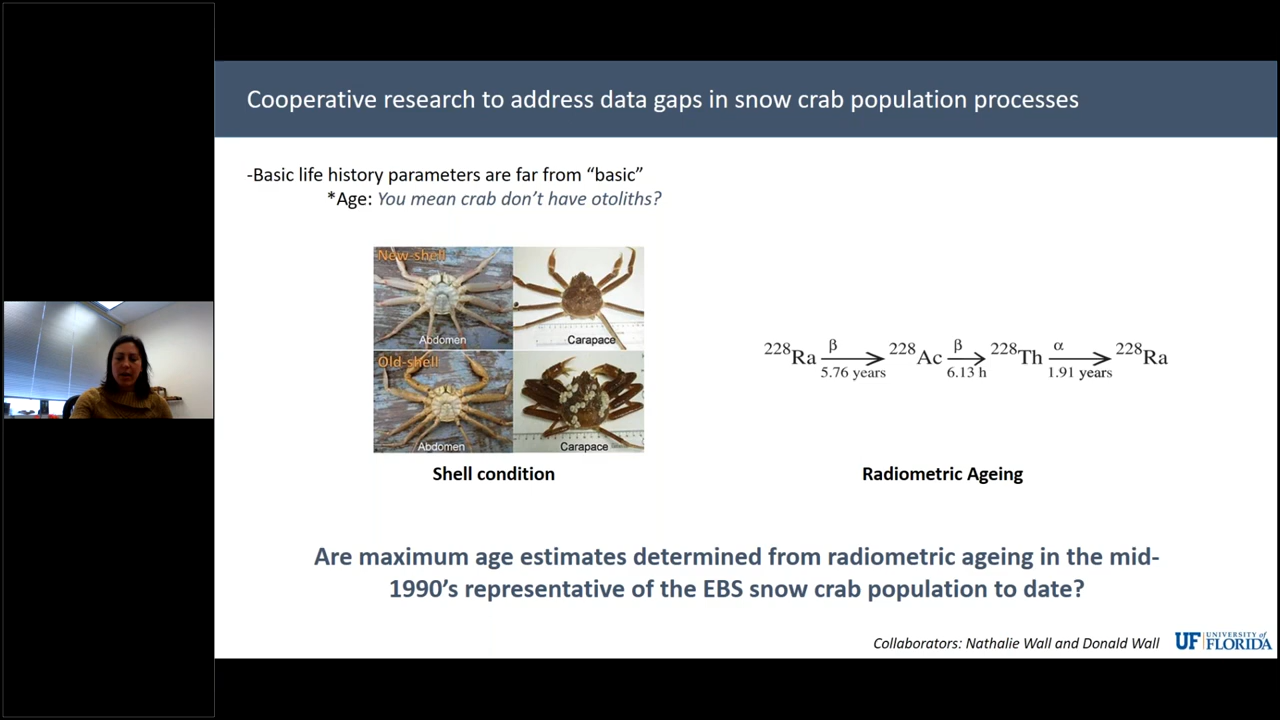 Cooperative research to address data gaps in snow crab population processes
-Basic life history parameters are far from “basic”
*Age: You mean crab don’t have otoliths?
New-shell
Abdomen
Carapace
Old-shell
Abdomen
Carapace
228Ra β 5.76 years 228Ac β 6.13 h 228Th α 1.91 years 228Ra
Shell condition
Radiometric Ageing
Are maximum age estimates determined from radiometric ageing in the mid-
1990’s representative of the EBS snow crab population to date?
Collaborators: Nathalie Wall and Donald Wall
UF UNIVERSITY of
FLORIDA